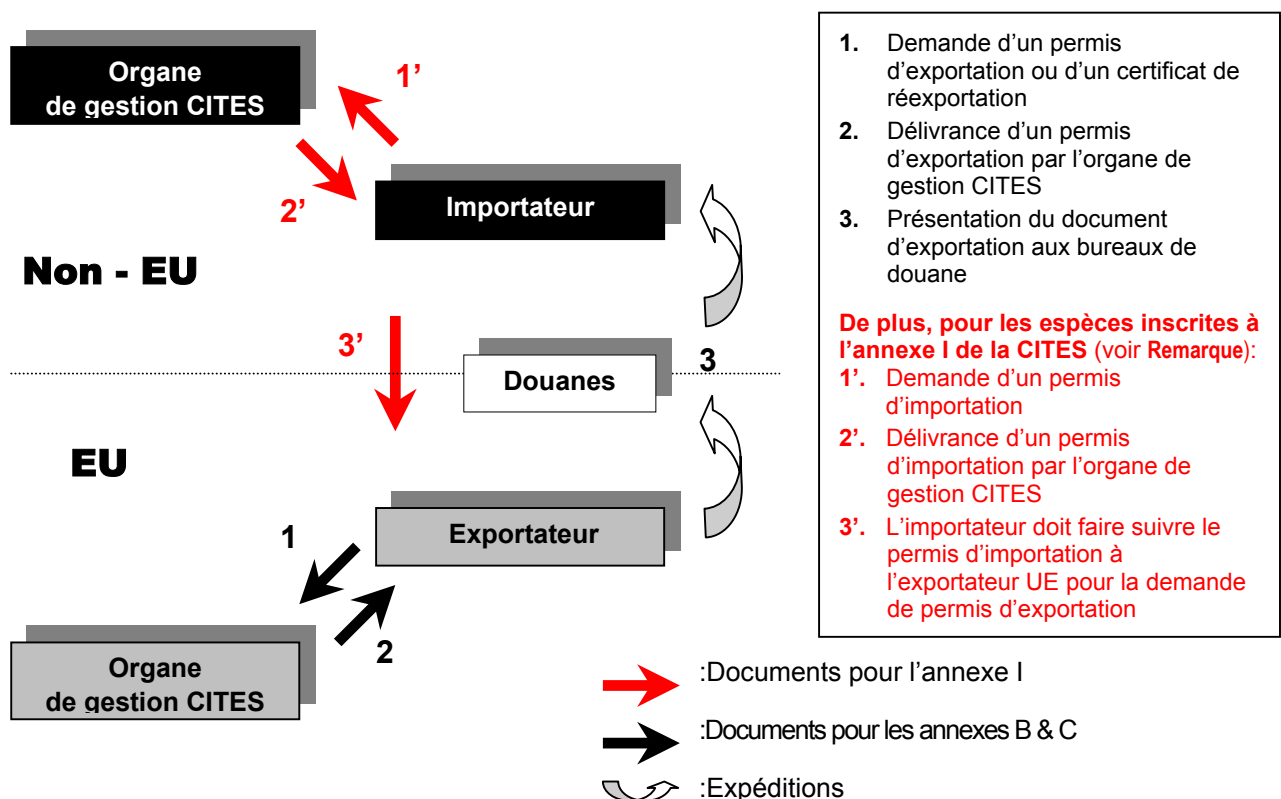 Organe
de gestion CITES
1’
2’
Importateur
Non - EU
3’
Douanes
3
EU
Exportateur
1
2
Organe
de gestion CITES
1. Demande d’un permis
d’exportation ou d’un certificat de
réexportation
2. Délivrance d’un permis
d’exportation par l’organe de
gestion CITES
3. Présentation du document
d’exportation aux bureaux de
douane
De plus, pour les espèces inscrites à
l’annexe I de la CITES (voir Remarque):
1’. Demande d’un permis
d’importation
2’. Délivrance d’un permis
d’importation par l’organe de
gestion CITES
3’. L’importateur doit faire suivre le
permis d’importation à
l’exportateur UE pour la demande
de permis d’exportation
:Documents pour l’annexe I
:Documents pour les annexes B & C
:Expéditions